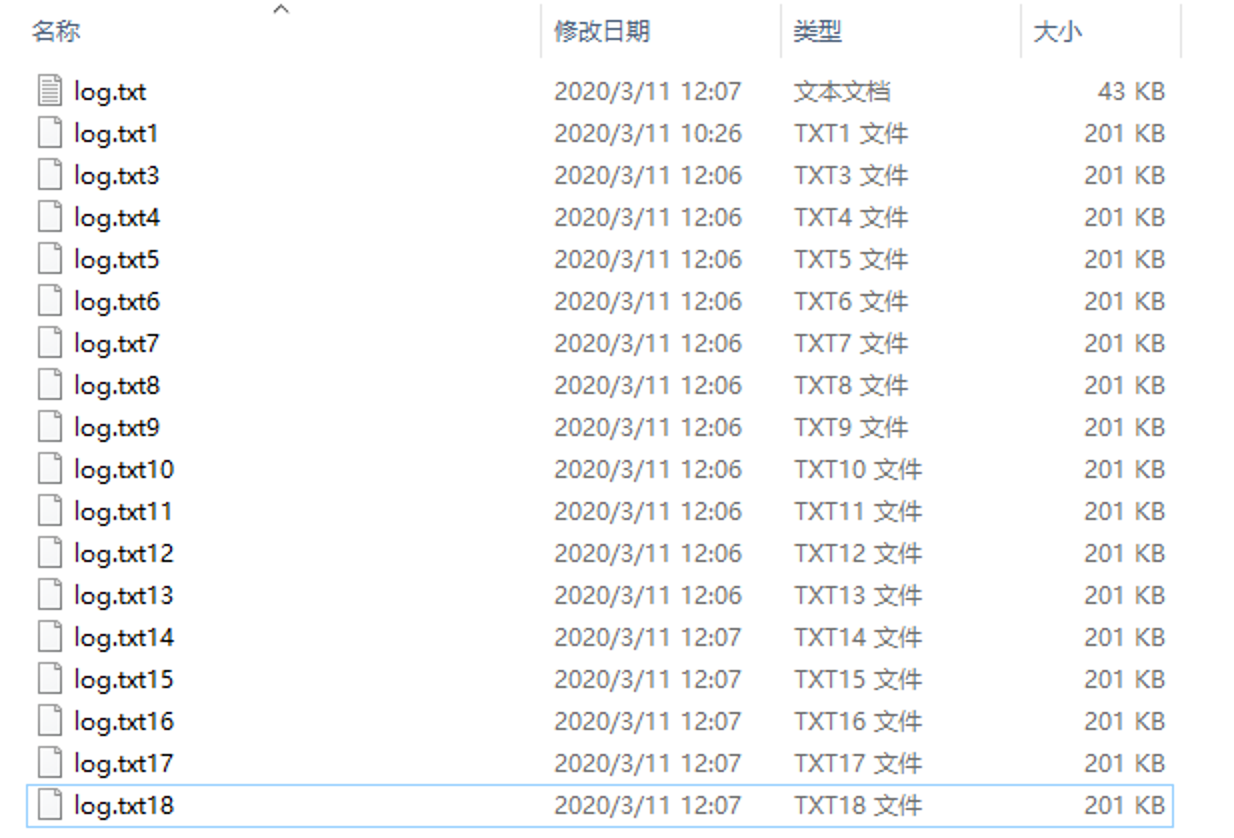 名称 修改日期 类型 大小
log.txt 2020/3/11 12:07 文本文档 43 KB
log.txt1 2020/3/11 10:26 TXT1 文件 201 KB
log.txt3 2020/3/11 12:06 TXT3 文件 201 KB
log.txt4 2020/3/11 12:06 TXT4 文件 201 KB
log.txt5 2020/3/11 12:06 TXT5 文件 201 KB
log.txt6 2020/3/11 12:06 TXT6 文件 201 KB
log.txt7 2020/3/11 12:06 TXT7 文件 201 KB
log.txt8 2020/3/11 12:06 TXT8 文件 201 KB
log.txt9 2020/3/11 12:06 TXT9 文件 201 KB
log.txt10 2020/3/11 12:06 TXT10 文件 201 KB
log.txt11 2020/3/11 12:06 TXT11 文件 201 KB
log.txt12 2020/3/11 12:06 TXT12 文件 201 KB
log.txt13 2020/3/11 12:06 TXT13 文件 201 KB
log.txt14 2020/3/11 12:07 TXT14 文件 201 KB
log.txt15 2020/3/11 12:07 TXT15 文件 201 KB
log.txt16 2020/3/11 12:07 TXT16 文件 201 KB
log.txt17 2020/3/11 12:07 TXT17 文件 201 KB
log.txt18 2020/3/11 12:07 TXT18 文件 201 KB